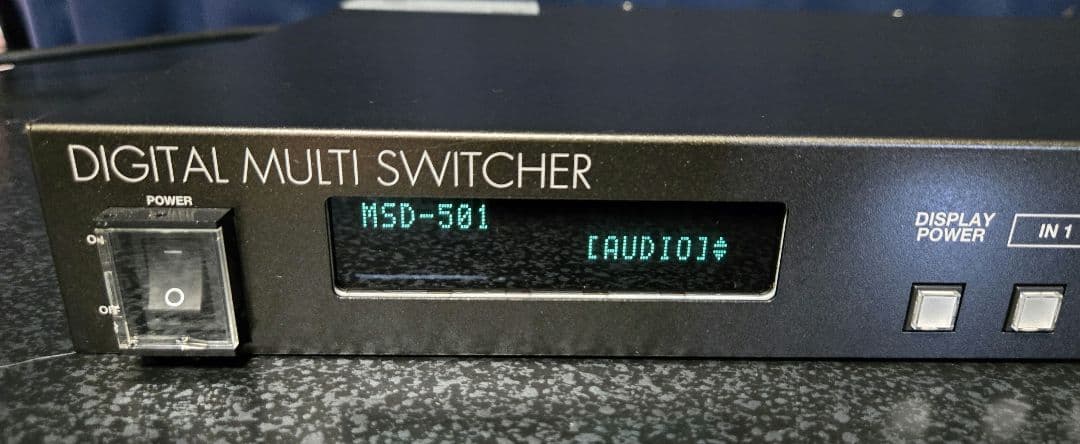 DIGITAL MULTI SWITCHER
POWER
ON
OFF
MSD-501
[AUDIO]
DISPLAY
POWER
IN 1